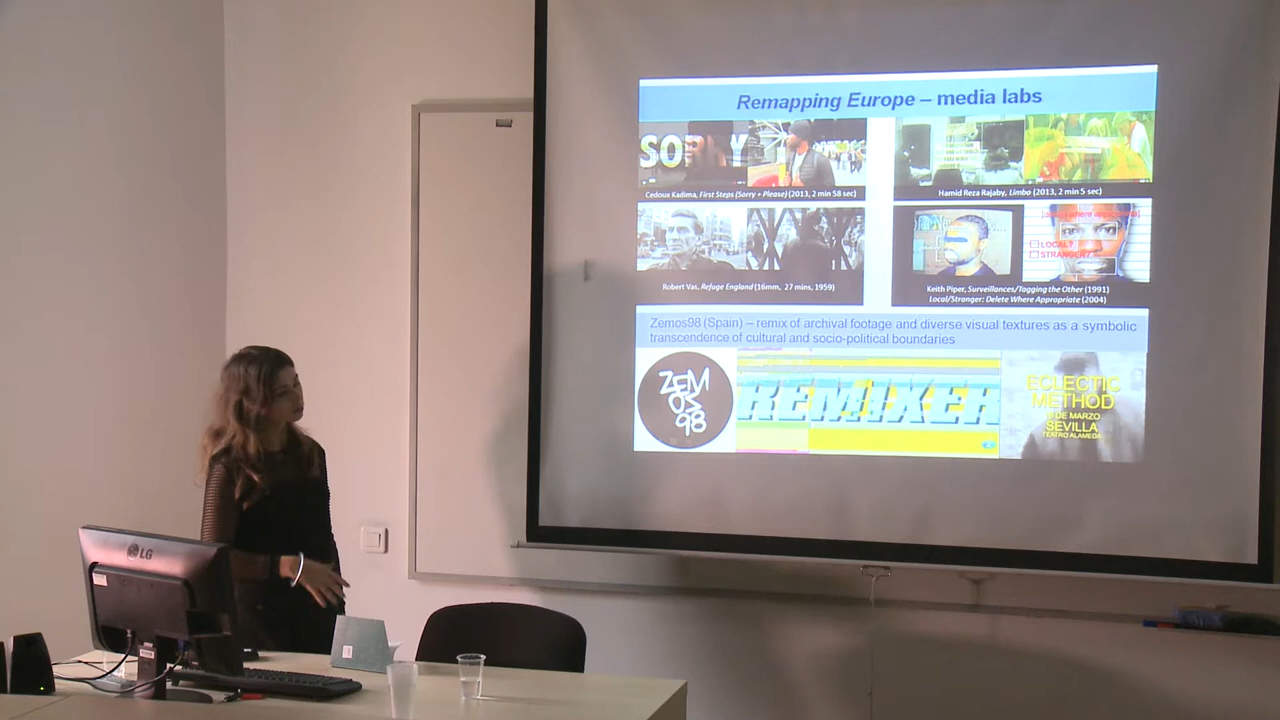 Remapping Europe – media labs
SORRY
Cedoux Kadima, First Steps (Sorry + Please) (2013, 2 min 58 sec)
Hamid Reza Rajaby, Limbo (2013, 2 min 5 sec)
[delete where appropriate]
LOCAL?
STRANGER?
Robert Vas, Refuge England (16mm, 27 mins, 1959)
Keith Piper, Surveillances/Tagging the Other (1991)
Local/Stranger: Delete Where Appropriate (2004)
Zemos98 (Spain) – remix of archival footage and diverse visual textures as a symbolic
transcendence of cultural and socio-political boundaries
ZEM
OS
98
REMIXER
ECLECTIC
METHOD
DE MARZO
SEVILLA
TEATRO ALAMEDA
LG